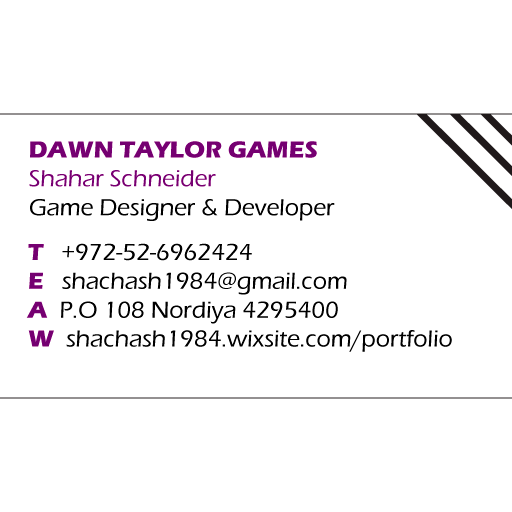 DAWN TAYLOR GAMES
Shahar Schneider
Game Designer & Developer
T +972-52-6962424
E shachash1984@gmail.com
A P.O 108 Nordiya 4295400
W shachash1984.wixsite.com/portfolio